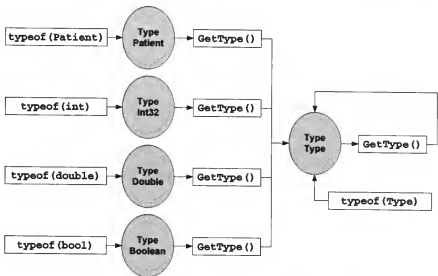 typeof(Patient)
Type
Patient
GetType()
typeof(int)
Type
Int32
GetType()
typeof(double)
Type
Double
GetType()
typeof(bool)
Type
Boolean
GetType()
Type
Type
GetType()
typeof(Type)